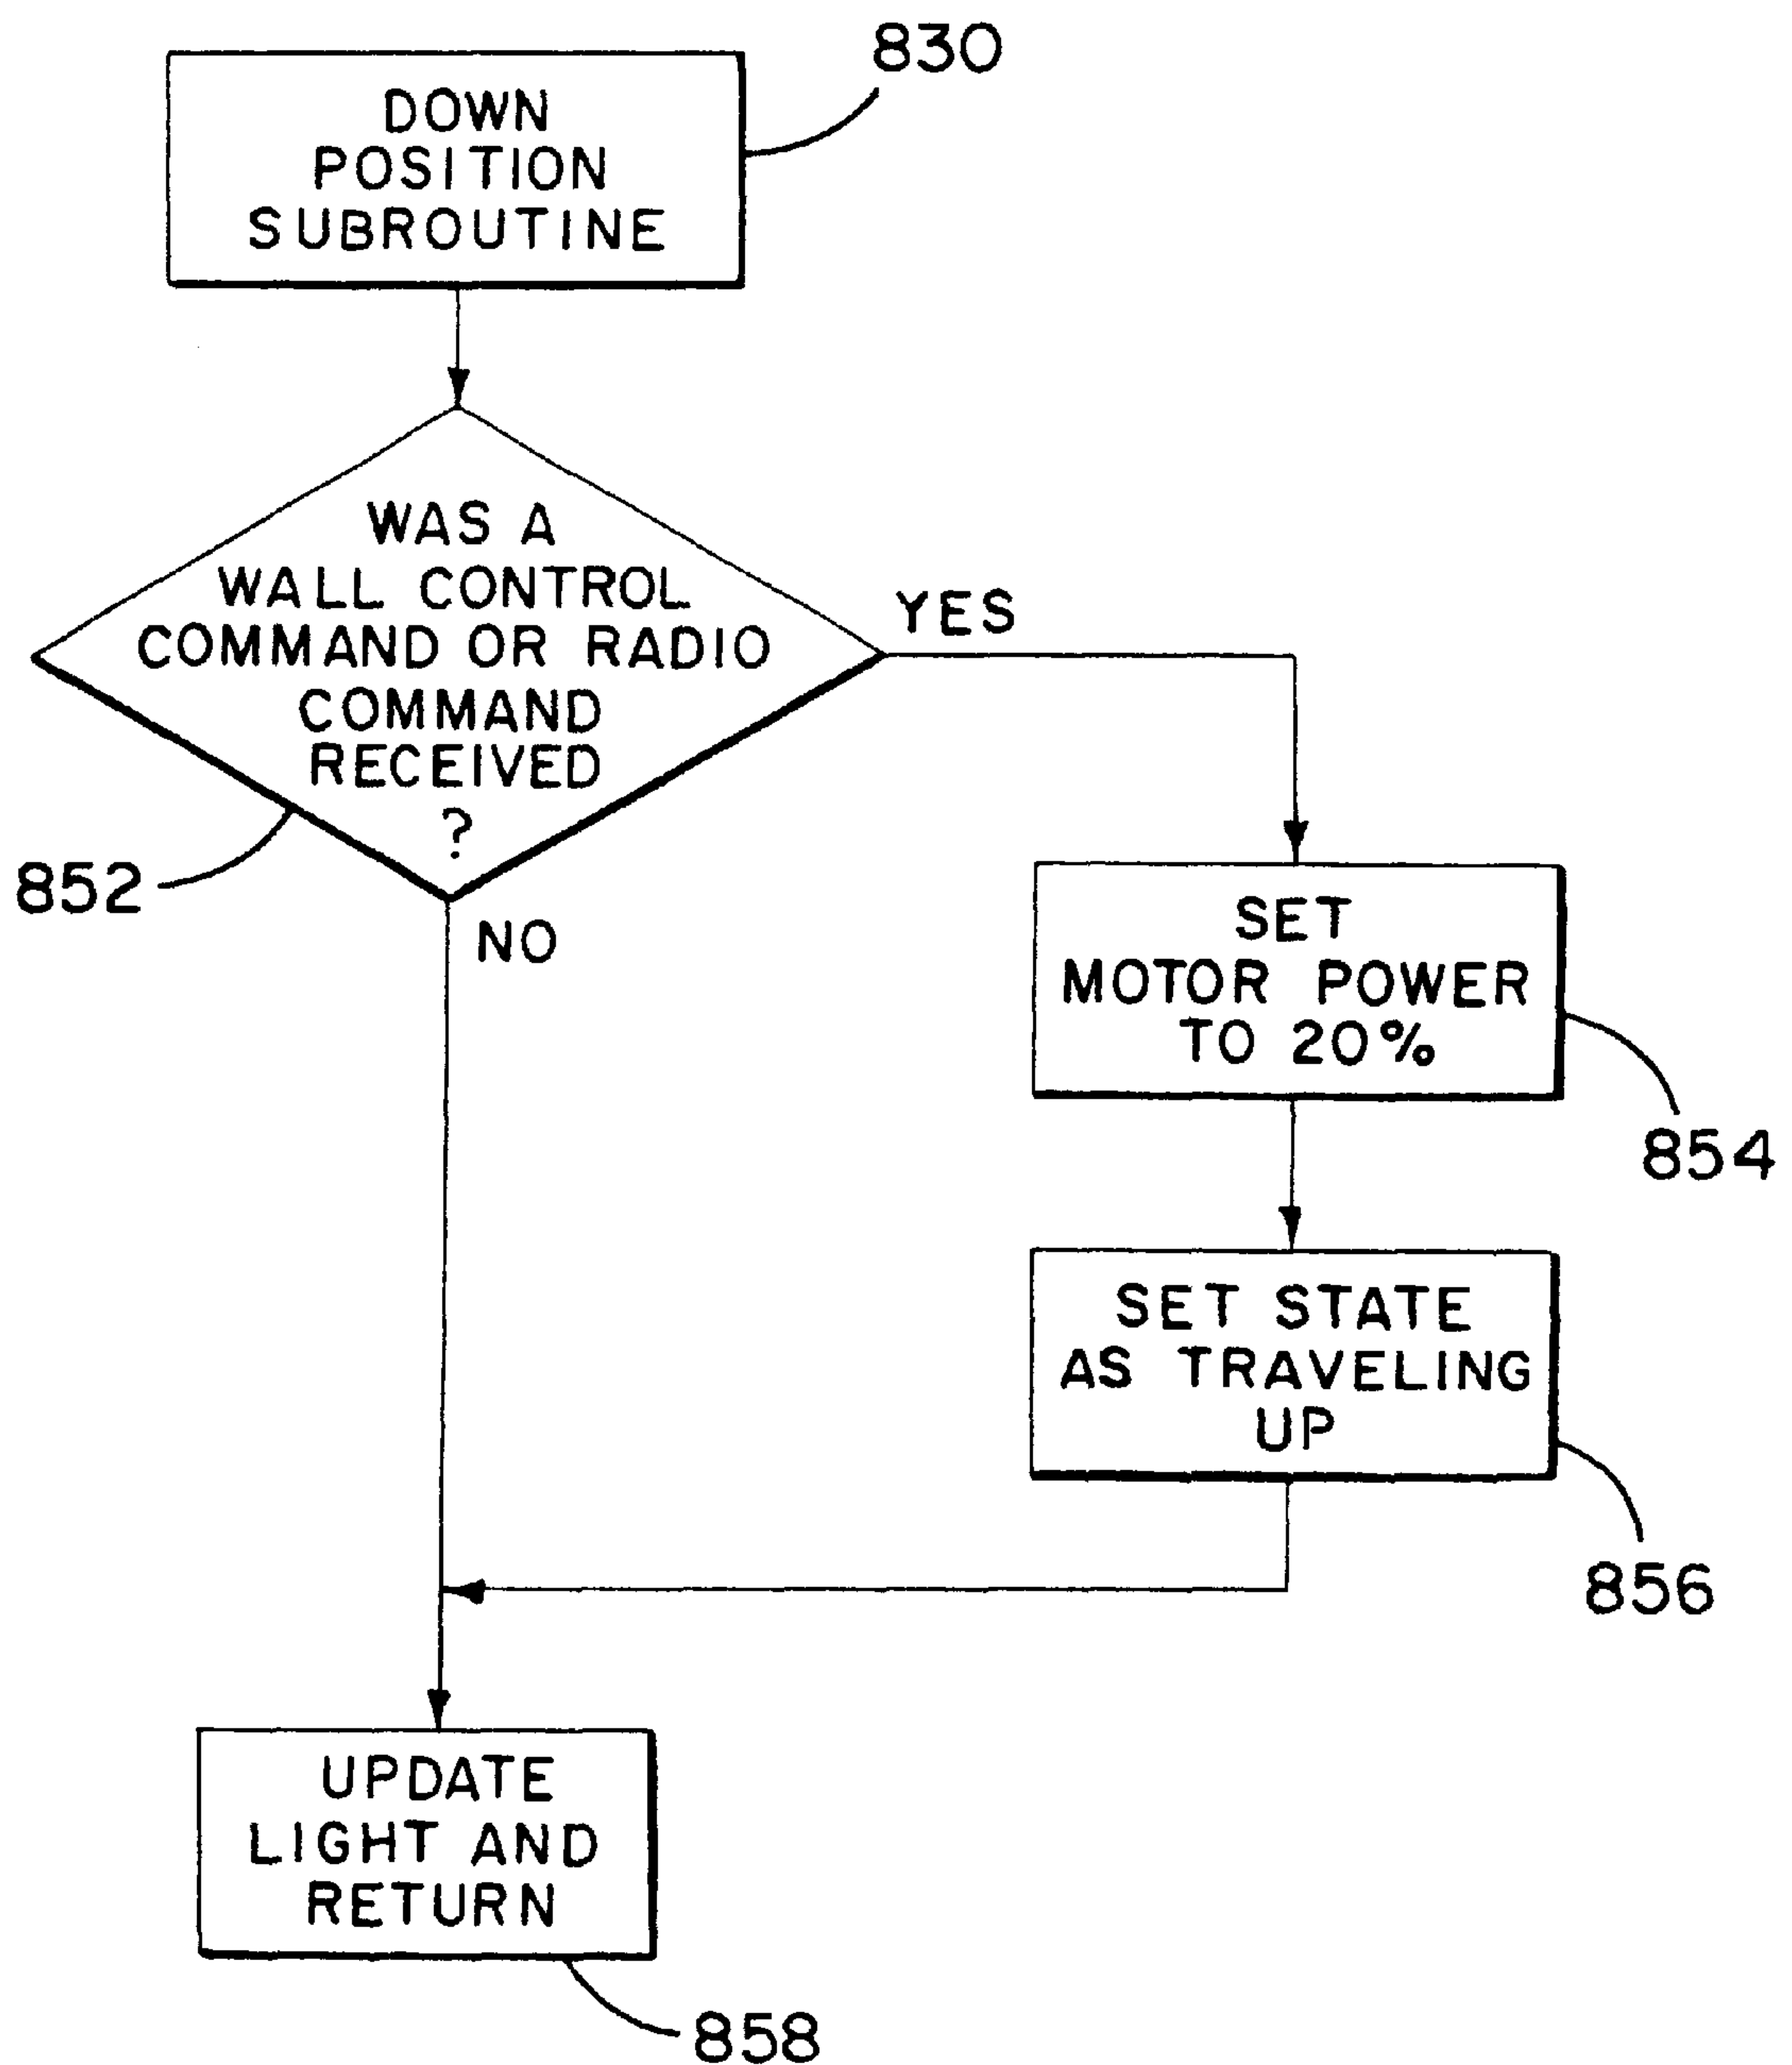 830
DOWN
POSITION
SUBROUTINE
WAS A
WALL CONTROL
COMMAND OR RADIO
COMMAND
RECEIVED
?
YES
852
NO
SET
MOTOR POWER
TO 20%
854
SET STATE
AS TRAVELING
UP
856
UPDATE
LIGHT AND
RETURN
858